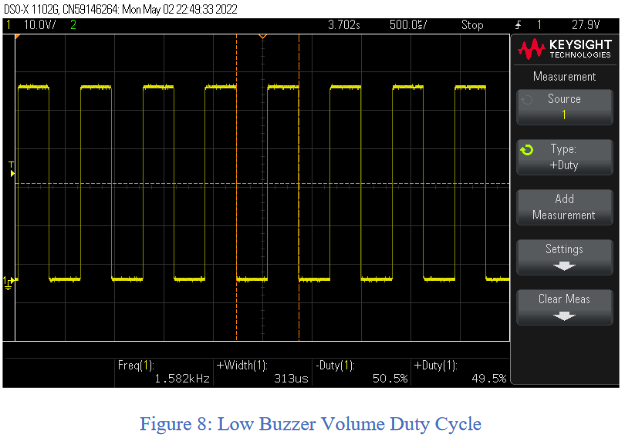 DSO-X 1102G, CN59146264: Mon May 02 22:49:33 2022
1 10.0V/ 2 3.702s 500.0us/ Stop 1 27.9V
KEYSIGHT
TECHNOLOGIES
Measurement
Source
1
Type:
+Duty
Add
Measurement
Settings
Clear Meas
T
1
Freq(1): +Width(1): -Duty(1): +Duty(1):
1.582kHz 313us 50.5% 49.5%
Figure 8: Low Buzzer Volume Duty Cycle